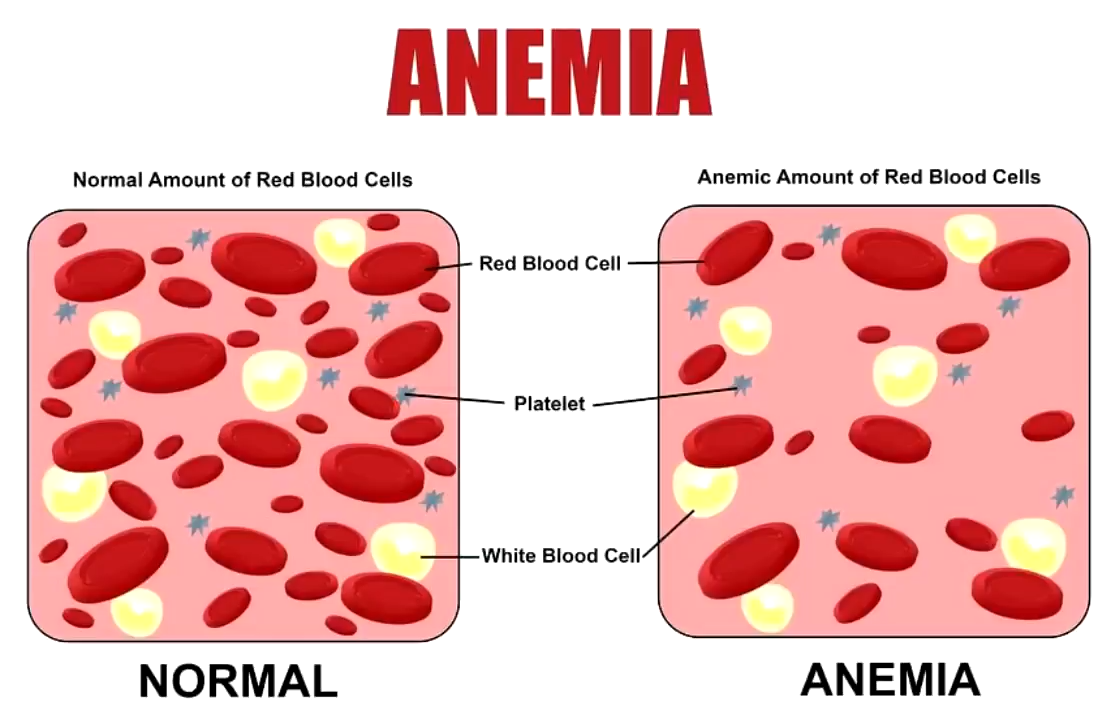 ANEMIA
Normal Amount of Red Blood Cells
Anemic Amount of Red Blood Cells
Red Blood Cell
Platelet
White Blood Cell
NORMAL
ANEMIA